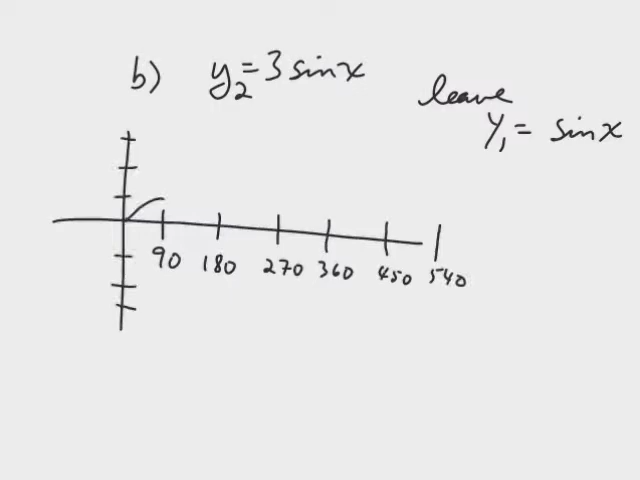 b) y₂ = 3 sin x
leave
y₁ = sin x
90 180 270 360 450 540